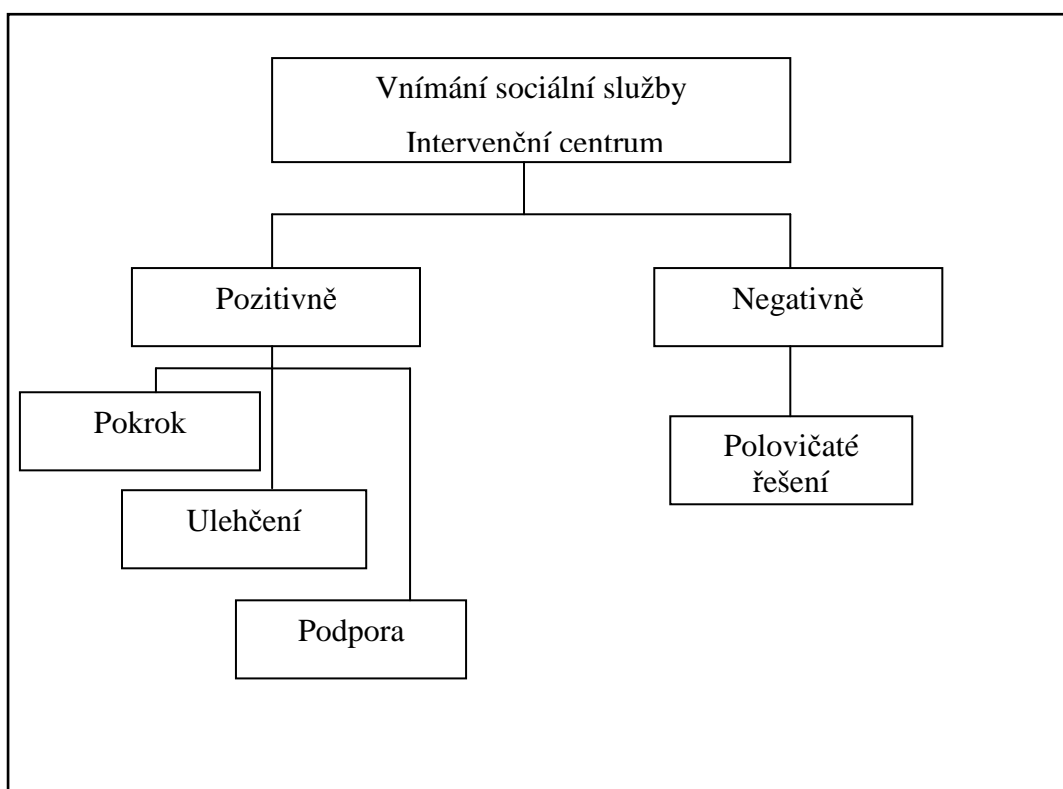 Vnímání sociální služby
Intervenční centrum
Pozitivně
Negativně
Pokrok
Polovičaté
řešení
Ulehčení
Podpora